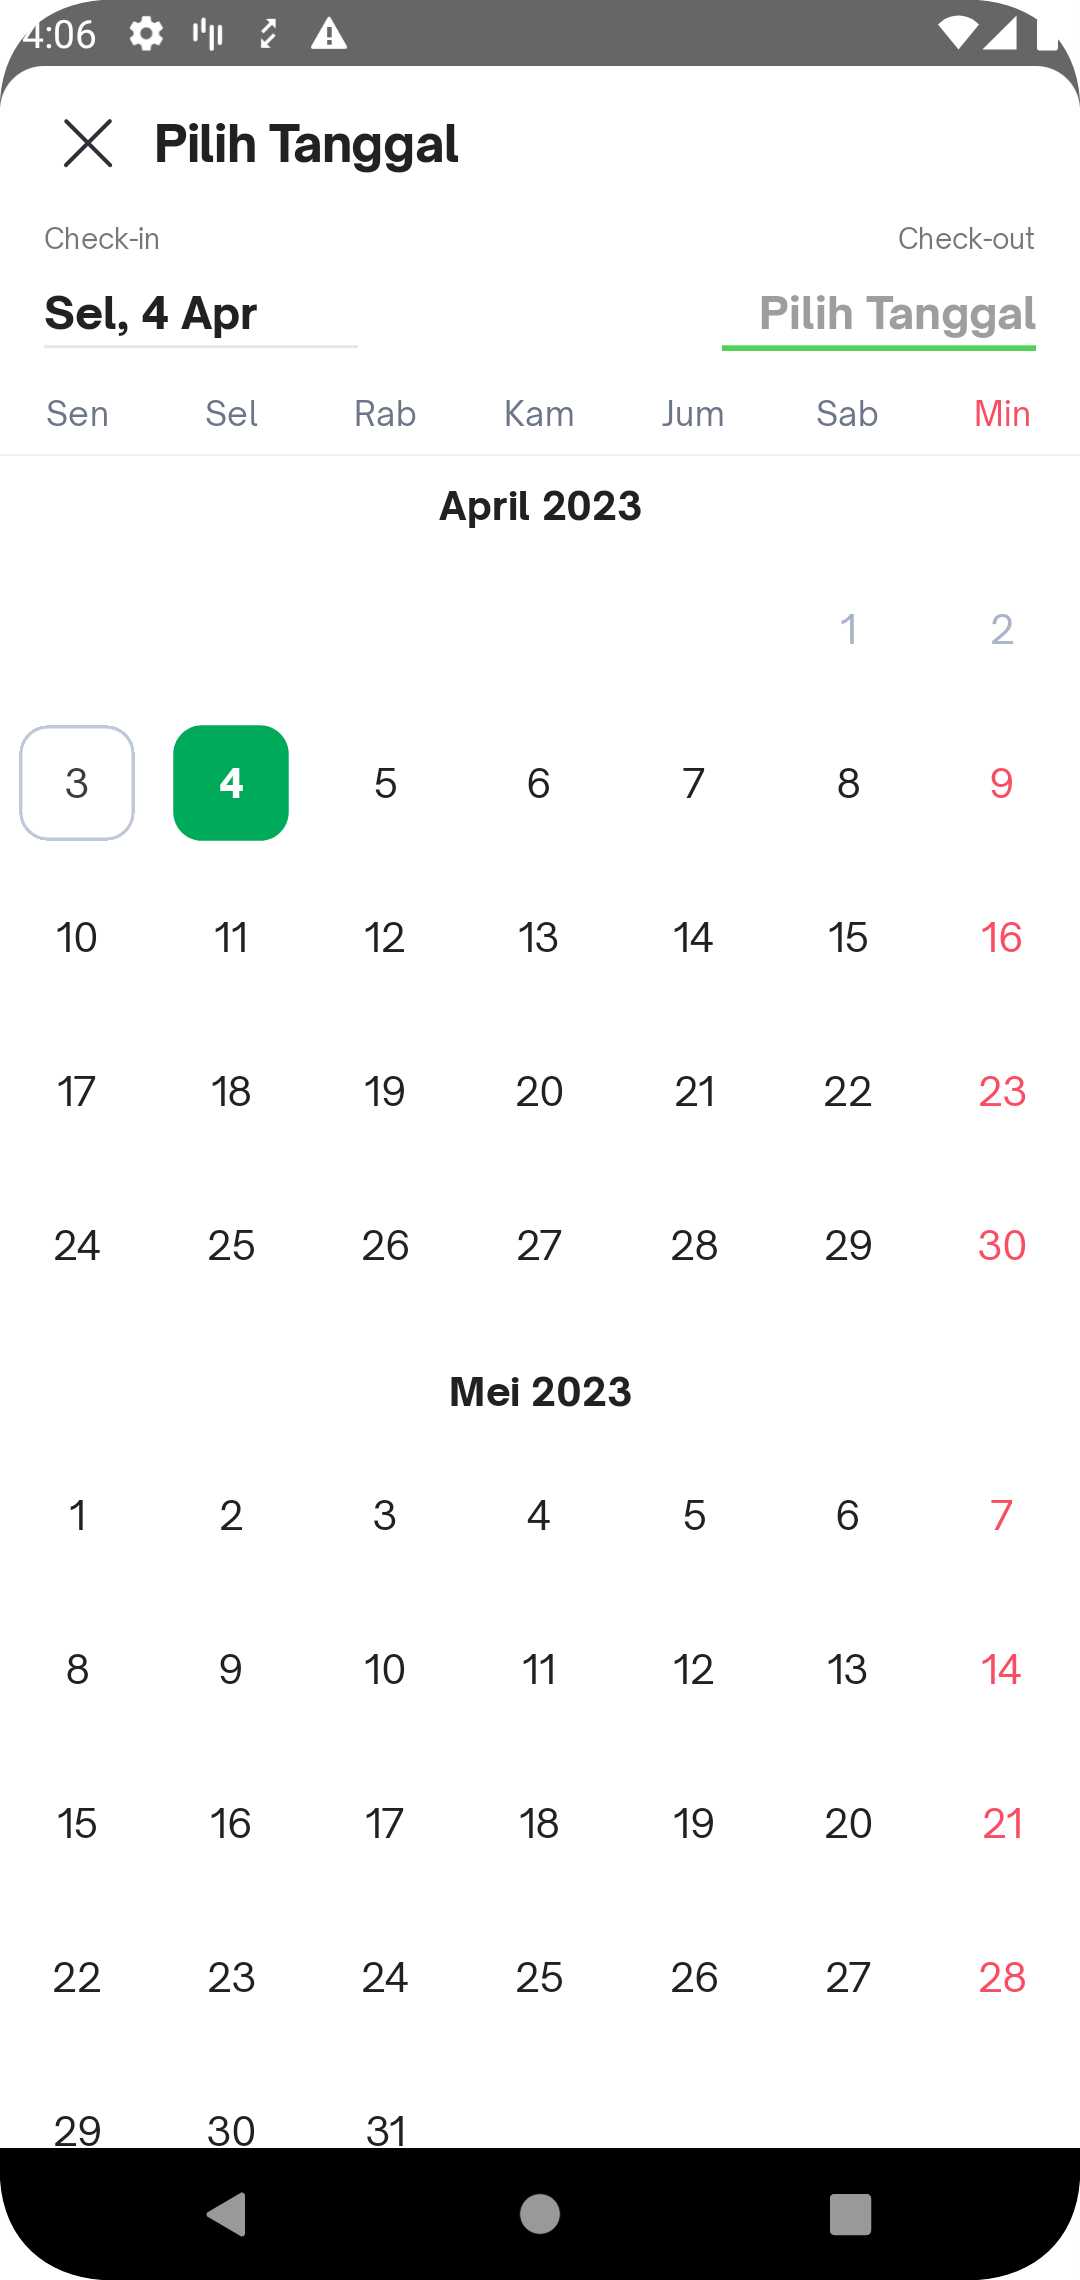 4:06
Pilih Tanggal
Check-in Check-out
Sel, 4 Apr Pilih Tanggal
Sen Sel Rab Kam Jum Sab Min
April 2023
1 2
3 4 5 6 7 8 9
10 11 12 13 14 15 16
17 18 19 20 21 22 23
24 25 26 27 28 29 30
Mei 2023
1 2 3 4 5 6 7
8 9 10 11 12 13 14
15 16 17 18 19 20 21
22 23 24 25 26 27 28
29 30 31